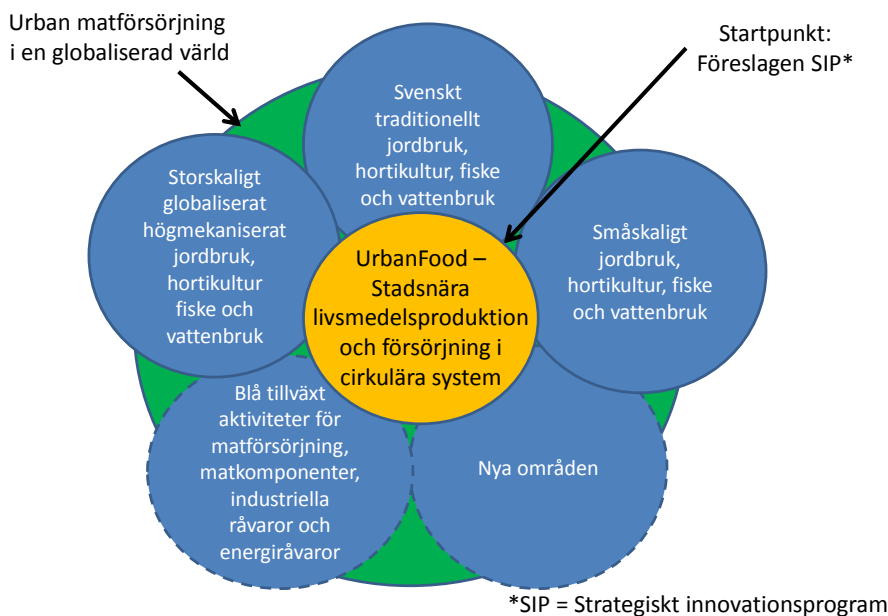 Urban matförsörjning
i en globaliserad värld
Startpunkt:
Föreslagen SIP*
Svenskt
traditionellt
jordbruk,
hortikultur, fiske
och vattenbruk
Storskaligt
globaliserat
högmekaniserat
jordbruk,
hortikultur
fiske och
vattenbruk
Småskaligt
jordbruk,
hortikultur, fiske
och vattenbruk
UrbanFood –
Stadsnära
livsmedelsproduktion
och försörjning i
cirkulära system
Blå tillväxt
aktiviteter för
matförsörjning,
matkomponenter,
industriella
råvaror och
energiråvaror
Nya områden
*SIP = Strategiskt innovationsprogram